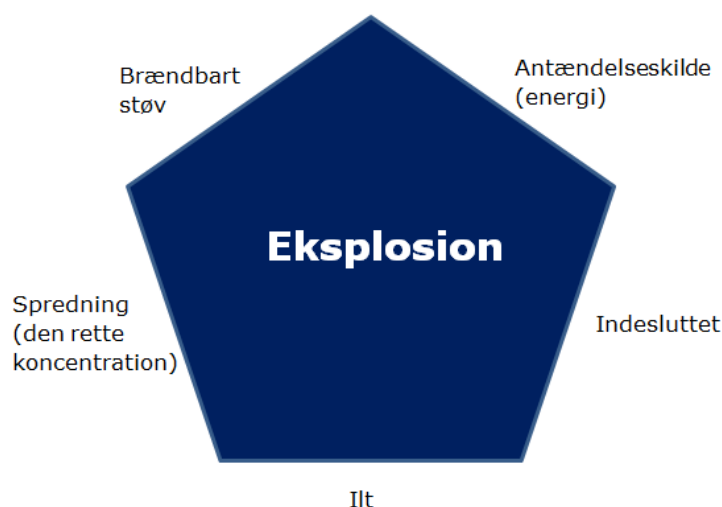 Brændbart
støv
Antændelseskilde
(energi)
Eksplosion
Spredning
(den rette
koncentration)
Indesluttet
Ilt